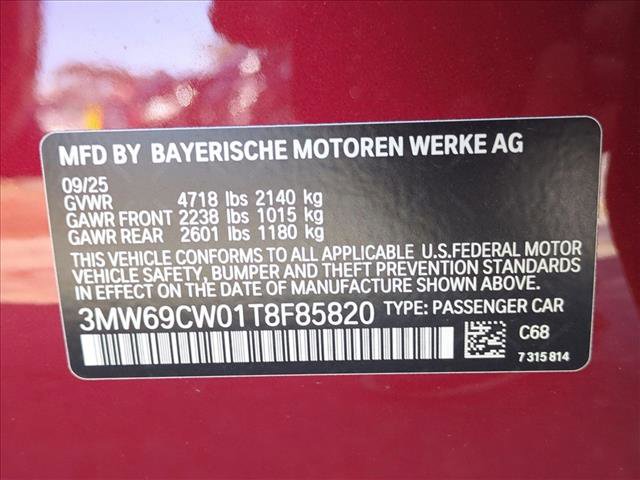 MFD BY BAYERISCHE MOTOREN WERKE AG
09/25
GVWR 4718 lbs 2140 kg
GAWR FRONT 2238 lbs 1015 kg
GAWR REAR 2601 lbs 1180 kg
THIS VEHICLE CONFORMS TO ALL APPLICABLE U.S.FEDERAL MOTOR
VEHICLE SAFETY, BUMPER AND THEFT PREVENTION STANDARDS
IN EFFECT ON THE DATE OF MANUFACTURE SHOWN ABOVE.
3MW69CW01T8F85820 TYPE: PASSENGER CAR
C68
7 315 814